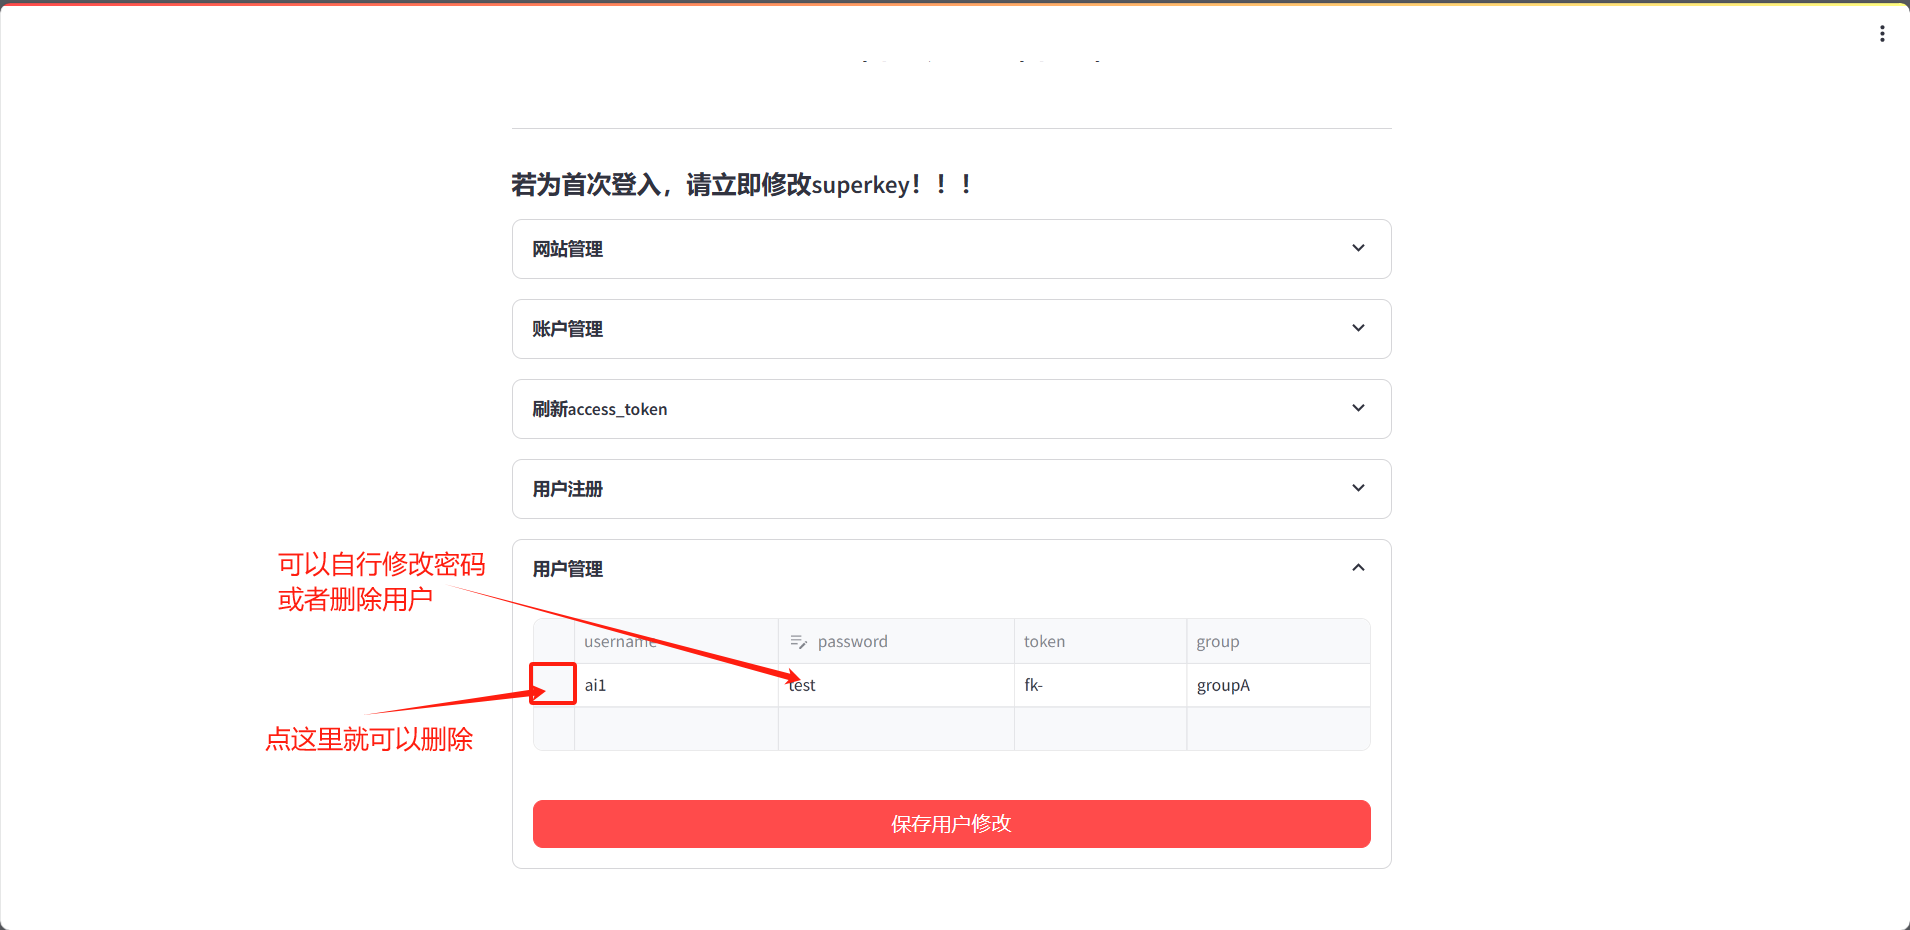 若为首次登入，请立即修改superkey！！！
网站管理
账户管理
刷新access_token
用户注册
可以自行修改密码
或者删除用户
用户管理
username password token group
ai1 test fk- groupA
点这里就可以删除
保存用户修改